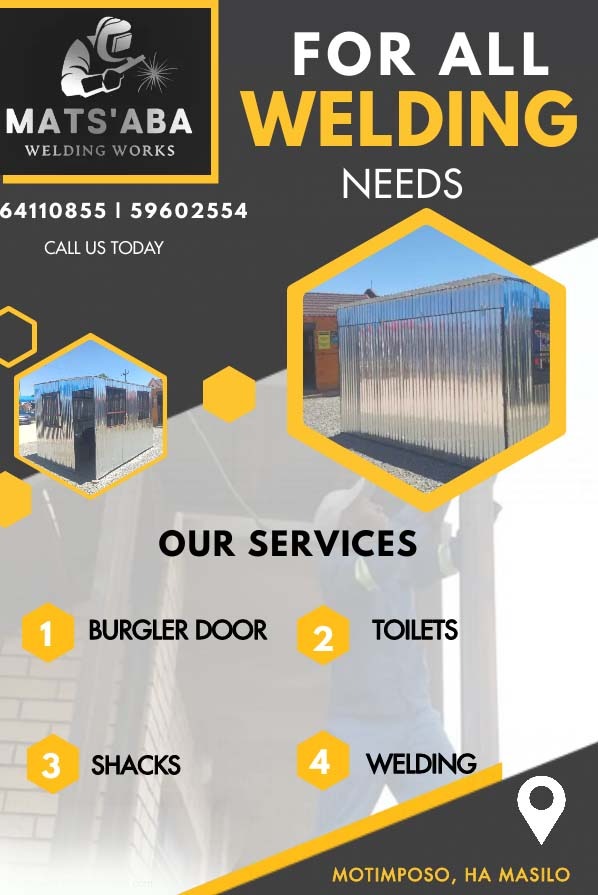 MATS'ABA
WELDING WORKS
64110855 | 59602554
CALL US TODAY
FOR ALL
WELDING
NEEDS
OUR SERVICES
1 BURGLER DOOR
2 TOILETS
3 SHACKS
4 WELDING
MOTIMPOSO, HA MASILO